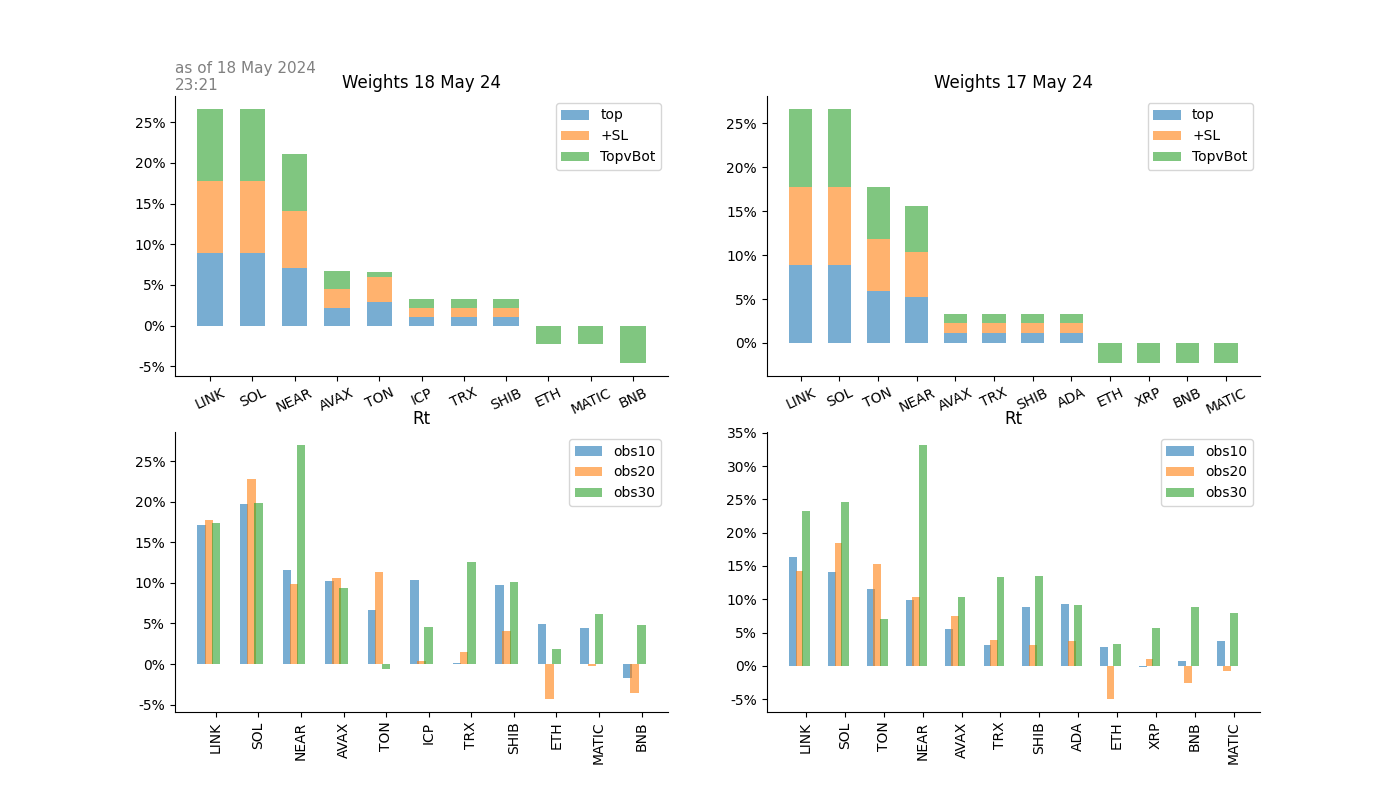 as of 18 May 2024
23:21
Weights 18 May 24
25%
20%
15%
10%
5%
0%
-5%
top
+SL
TopvBot
LINK SOL NEAR AVAX TON ICP TRX SHIB ETH MATIC BNB
Weights 17 May 24
25%
20%
15%
10%
5%
0%
top
+SL
TopvBot
LINK SOL TON NEAR AVAX TRX SHIB ADA ETH XRP BNB MATIC
Rt
25%
20%
15%
10%
5%
0%
-5%
obs10
obs20
obs30
LINK SOL NEAR AVAX TON ICP TRX SHIB ETH MATIC BNB
Rt
35%
30%
25%
20%
15%
10%
5%
0%
-5%
obs10
obs20
obs30
LINK SOL TON NEAR AVAX TRX SHIB ADA ETH XRP BNB MATIC